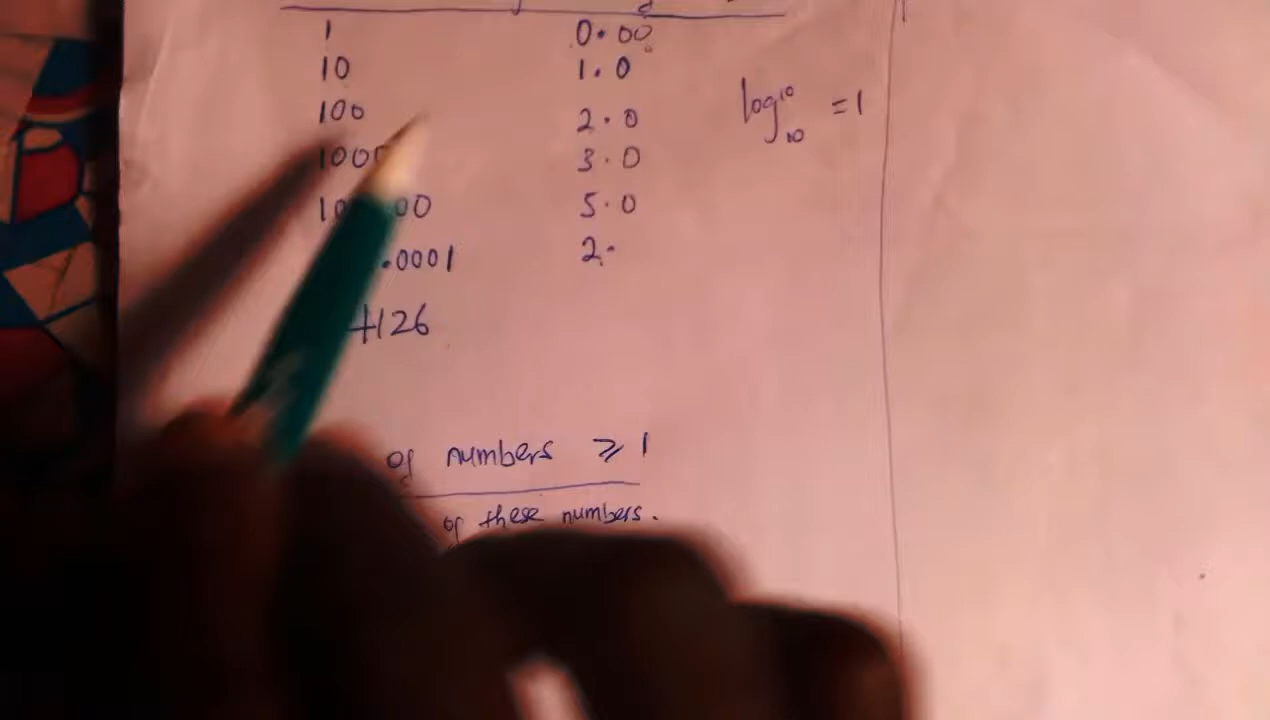 1 0.00
10 1.0
100 2.0
1000 3.0
5.0
log₁₀¹⁰ = 1
.0001 2.
+126
of numbers ⩾ 1
of these numbers.